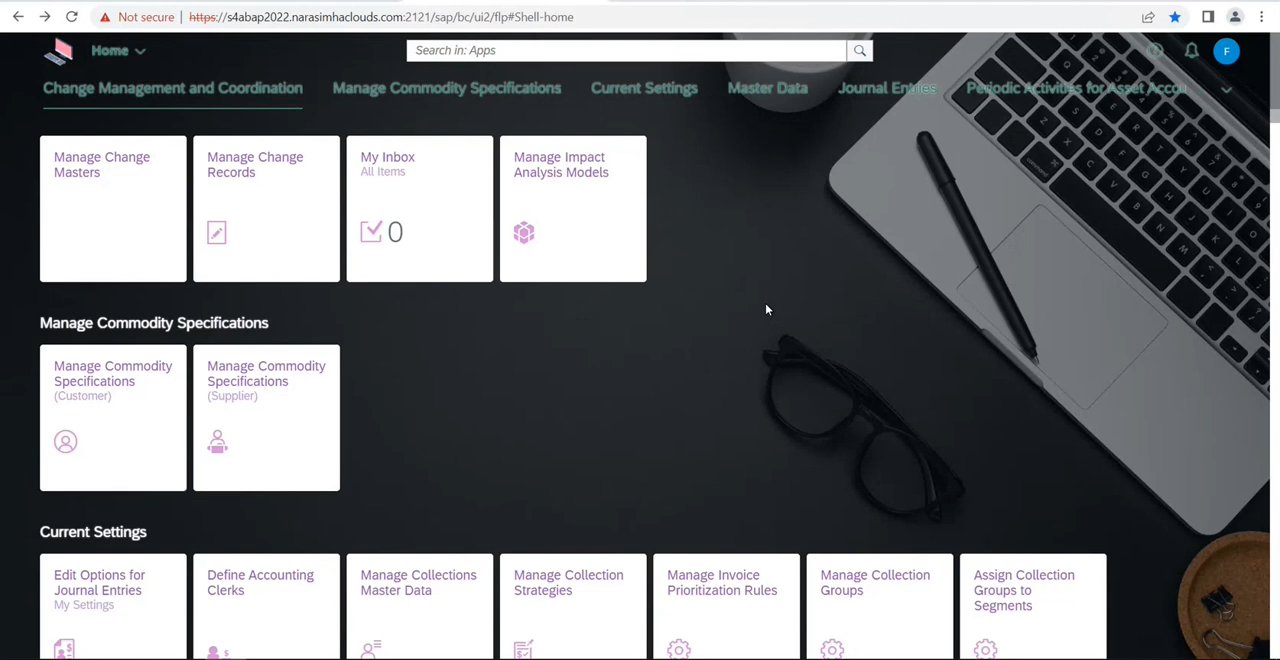 Not secure | https://s4abap2022.narasimhaclouds.com:2121/sap/bc/ui2/flp#Shell-home
Home
Search in: Apps
F
Change Management and Coordination
Manage Commodity Specifications
Current Settings
Master Data
Journal Entries
Periodic Activities for Asset Accou
Manage Change
Masters
Manage Change
Records
My Inbox
All Items
0
Manage Impact
Analysis Models
Manage Commodity Specifications
Manage Commodity
Specifications
(Customer)
Manage Commodity
Specifications
(Supplier)
Current Settings
Edit Options for
Journal Entries
My Settings
Define Accounting
Clerks
Manage Collections
Master Data
Manage Collection
Strategies
Manage Invoice
Prioritization Rules
Manage Collection
Groups
Assign Collection
Groups to
Segments